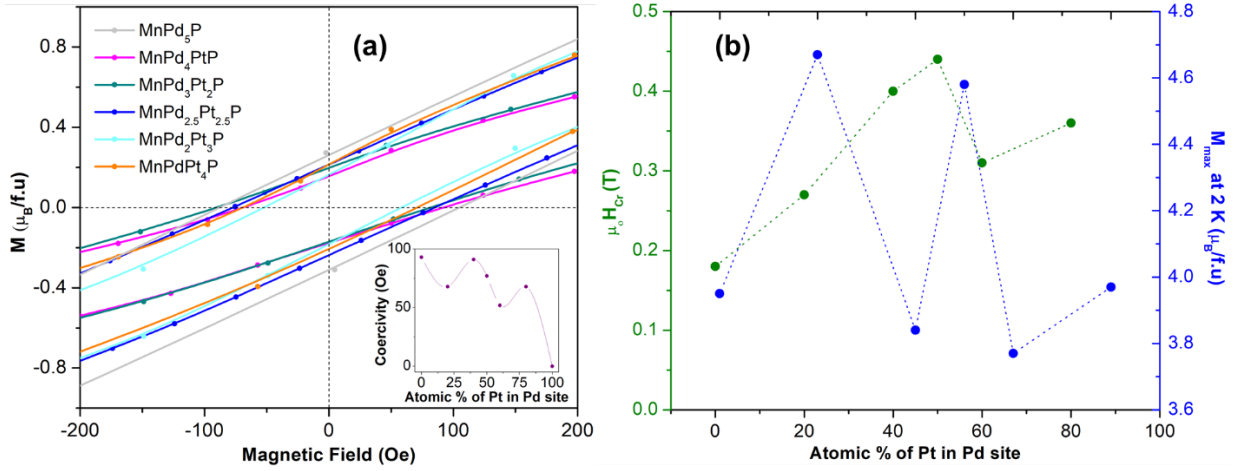 (a)
MnPd₅P
MnPd₄PtP
MnPd₃Pt₂P
MnPd₂.₅Pt₂.₅P
MnPd₂Pt₃P
MnPdPt₄P
M (μ_B/f.u)
0.8
0.4
0.0
-0.4
-0.8
-200
-100
0
100
200
Magnetic Field (Oe)
Coercivity (Oe)
100
50
0
0
25
50
75
100
Atomic % of Pt in Pd site
(b)
μ₀H_Cr (T)
0.5
0.4
0.3
0.2
0.1
0.0
0
20
40
60
80
100
Atomic % of Pt in Pd site
4.8
4.6
4.4
4.2
4.0
3.8
3.6
M_max at 2 K (μ_B/f.u)